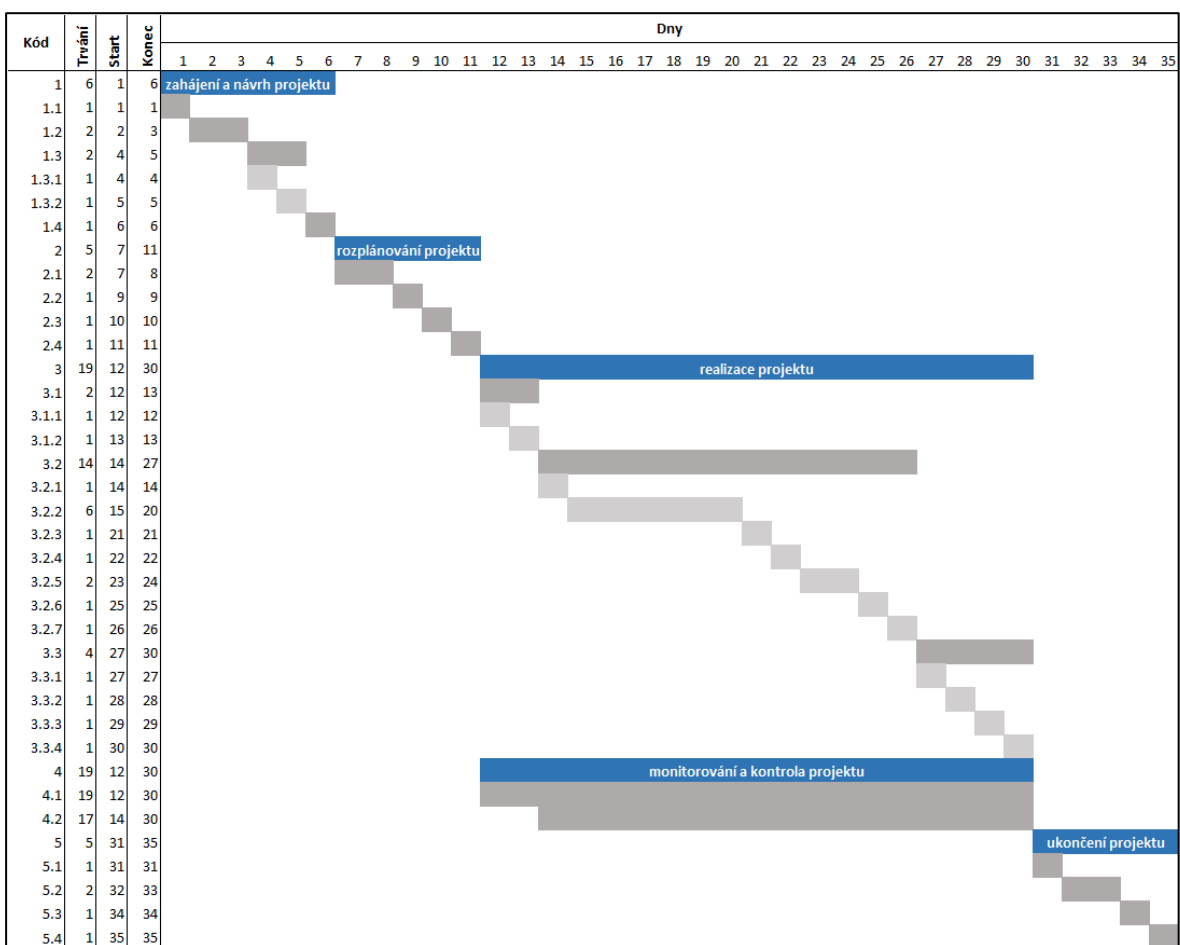 Kód Trvání Start Konec Dny
1 2 3 4 5 6 7 8 9 10 11 12 13 14 15 16 17 18 19 20 21 22 23 24 25 26 27 28 29 30 31 32 33 34 35
1 6 1 6 zahájení a návrh projektu
1.1 1 1 1
1.2 2 2 3
1.3 2 4 5
1.3.1 1 4 4
1.3.2 1 5 5
1.4 1 6 6
2 5 7 11 rozplánování projektu
2.1 2 7 8
2.2 1 9 9
2.3 1 10 10
2.4 1 11 11
3 19 12 30 realizace projektu
3.1 2 12 13
3.1.1 1 12 12
3.1.2 1 13 13
3.2 14 14 27
3.2.1 1 14 14
3.2.2 6 15 20
3.2.3 1 21 21
3.2.4 1 22 22
3.2.5 2 23 24
3.2.6 1 25 25
3.2.7 1 26 26
3.3 4 27 30
3.3.1 1 27 27
3.3.2 1 28 28
3.3.3 1 29 29
3.3.4 1 30 30
4 19 12 30 monitorování a kontrola projektu
4.1 19 12 30
4.2 17 14 30
5 5 31 35 ukončení projektu
5.1 1 31 31
5.2 2 32 33
5.3 1 34 34
5.4 1 35 35